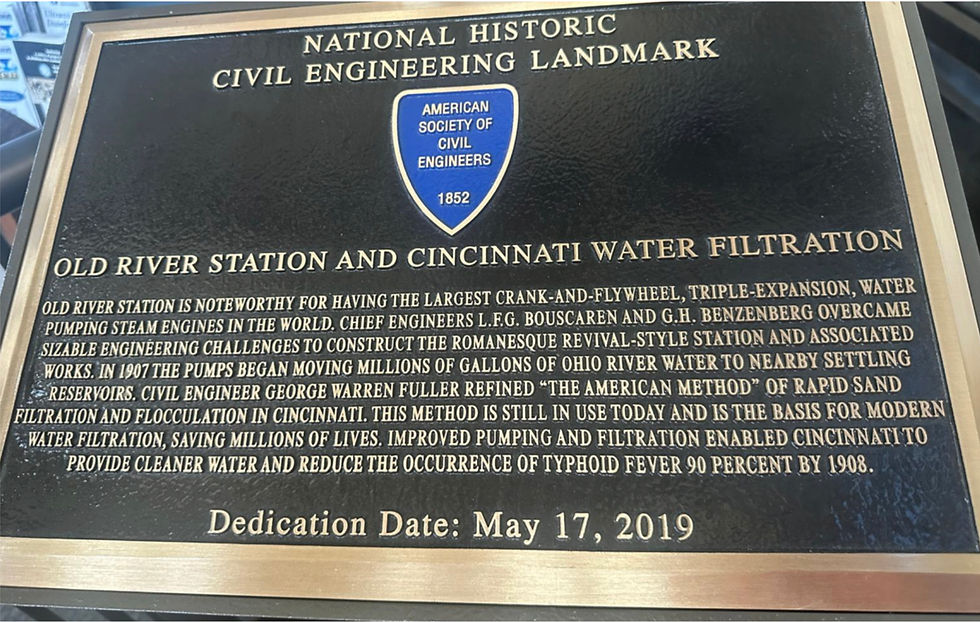 NATIONAL HISTORIC
CIVIL ENGINEERING LANDMARK
AMERICAN
SOCIETY OF
CIVIL
ENGINEERS
1852
OLD RIVER STATION AND CINCINNATI WATER FILTRATION
OLD RIVER STATION IS NOTEWORTHY FOR HAVING THE LARGEST CRANK-AND-FLYWHEEL, TRIPLE-EXPANSION, WATER
PUMPING STEAM ENGINES IN THE WORLD. CHIEF ENGINEERS L.F.G. BOUSCAREN AND G.H. BENZENBERG OVERCAME
SIZABLE ENGINEERING CHALLENGES TO CONSTRUCT THE ROMANESQUE REVIVAL-STYLE STATION AND ASSOCIATED
WORKS. IN 1907 THE PUMPS BEGAN MOVING MILLIONS OF GALLONS OF OHIO RIVER WATER TO NEARBY SETTLING
RESERVOIRS. CIVIL ENGINEER GEORGE WARREN FULLER REFINED “THE AMERICAN METHOD” OF RAPID SAND
FILTRATION AND FLOCCULATION IN CINCINNATI. THIS METHOD IS STILL IN USE TODAY AND IS THE BASIS FOR MODERN
WATER FILTRATION, SAVING MILLIONS OF LIVES. IMPROVED PUMPING AND FILTRATION ENABLED CINCINNATI TO
PROVIDE CLEANER WATER AND REDUCE THE OCCURRENCE OF TYPHOID FEVER 90 PERCENT BY 1908.
Dedication Date: May 17, 2019